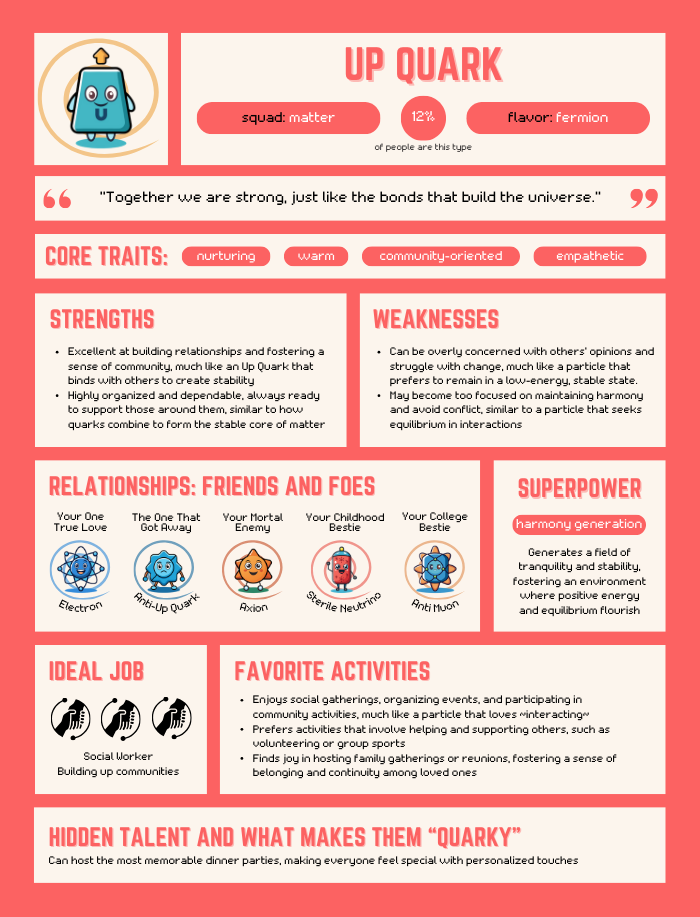 U
UP QUARK
squad: matter
12%
flavor: fermion
of people are this type
"Together we are strong, just like the bonds that build the universe."
CORE TRAITS:
nurturing
warm
community-oriented
empathetic
STRENGTHS
• Excellent at building relationships and fostering a
sense of community, much like an Up Quark that
binds with others to create stability
• Highly organized and dependable, always ready
to support those around them, similar to how
quarks combine to form the stable core of matter
WEAKNESSES
• Can be overly concerned with others' opinions and
struggle with change, much like a particle that
prefers to remain in a low-energy, stable state.
• May become too focused on maintaining harmony
and avoid conflict, similar to a particle that seeks
equilibrium in interactions
RELATIONSHIPS: FRIENDS AND FOES
Your One
True Love
Electron
The One That
Got Away
Anti-Up Quark
Your Mortal
Enemy
Axion
Your Childhood
Bestie
Sterile Neutrino
Your College
Bestie
Anti Muon
SUPERPOWER
harmony generation
Generates a field of
tranquility and stability,
fostering an environment
where positive energy
and equilibrium flourish
IDEAL JOB
Social Worker
Building up communities
FAVORITE ACTIVITIES
• Enjoys social gatherings, organizing events, and participating in
community activities, much like a particle that loves ~interacting~
• Prefers activities that involve helping and supporting others, such as
volunteering or group sports
• Finds joy in hosting family gatherings or reunions, fostering a sense of
belonging and continuity among loved ones
HIDDEN TALENT AND WHAT MAKES THEM “QUARKY”
Can host the most memorable dinner parties, making everyone feel special with personalized touches